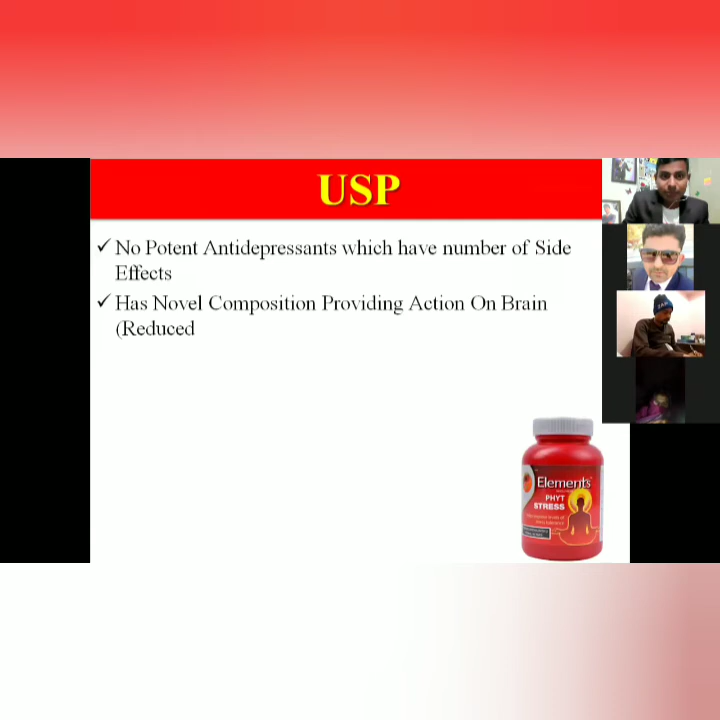 USP
✓ No Potent Antidepressants which have number of Side
Effects
✓ Has Novel Composition Providing Action On Brain
(Reduced
Elements
PHYT
STRESS